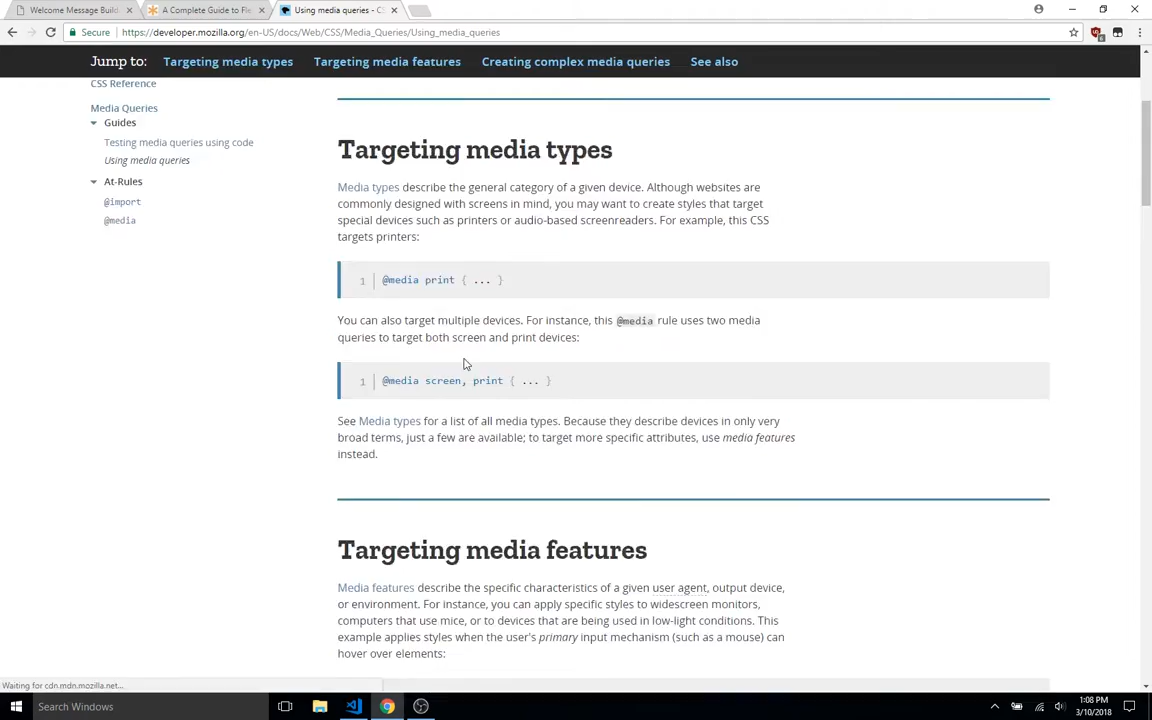 Welcome Message Build
A Complete Guide to Fle
Using media queries - CS
Secure
https://developer.mozilla.org/en-US/docs/Web/CSS/Media_Queries/Using_media_queries
Jump to:
Targeting media types
Targeting media features
Creating complex media queries
See also
CSS Reference
Media Queries
Guides
Testing media queries using code
Using media queries
At-Rules
@import
@media
Targeting media types
Media types describe the general category of a given device. Although websites are
commonly designed with screens in mind, you may want to create styles that target
special devices such as printers or audio-based screenreaders. For example, this CSS
targets printers:
1 @media print { ... }
You can also target multiple devices. For instance, this @media rule uses two media
queries to target both screen and print devices:
1 @media screen, print { ... }
See Media types for a list of all media types. Because they describe devices in only very
broad terms, just a few are available; to target more specific attributes, use media features
instead.
Targeting media features
Media features describe the specific characteristics of a given user agent, output device,
or environment. For instance, you can apply specific styles to widescreen monitors,
computers that use mice, or to devices that are being used in low-light conditions. This
example applies styles when the user's primary input mechanism (such as a mouse) can
hover over elements:
Waiting for cdn.mdn.mozilla.net...
Search Windows
1:08 PM
3/10/2018